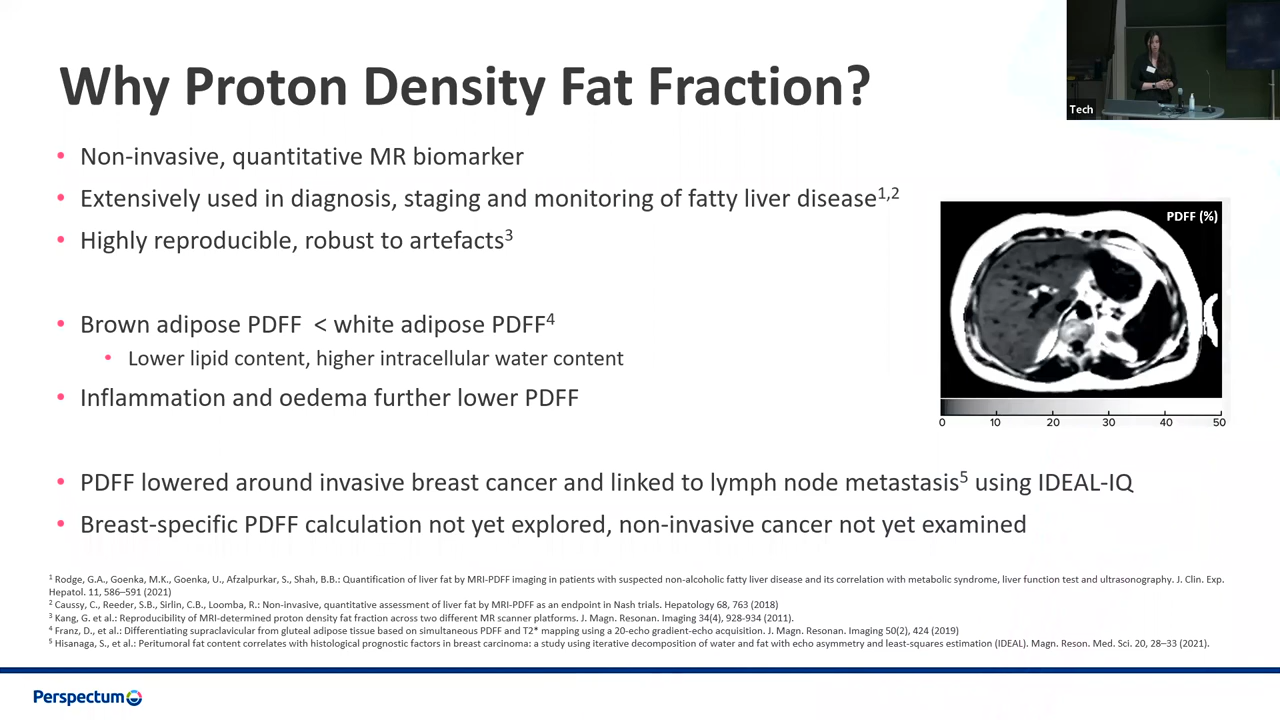 Why Proton Density Fat Fraction?
Tech
• Non-invasive, quantitative MR biomarker
• Extensively used in diagnosis, staging and monitoring of fatty liver disease1,2
• Highly reproducible, robust to artefacts3
PDFF (%)
• Brown adipose PDFF < white adipose PDFF4
• Lower lipid content, higher intracellular water content
• Inflammation and oedema further lower PDFF
0 10 20 30 40 50
• PDFF lowered around invasive breast cancer and linked to lymph node metastasis5 using IDEAL-IQ
• Breast-specific PDFF calculation not yet explored, non-invasive cancer not yet examined
1 Rodge, G.A., Goenka, M.K., Goenka, U., Afzalpurkar, S., Shah, B.B.: Quantification of liver fat by MRI-PDFF imaging in patients with suspected non-alcoholic fatty liver disease and its correlation with metabolic syndrome, liver function test and ultrasonography. J. Clin. Exp.
Hepatol. 11, 586–591 (2021)
2 Caussy, C., Reeder, S.B., Sirlin, C.B., Loomba, R.: Non-invasive, quantitative assessment of liver fat by MRI-PDFF as an endpoint in Nash trials. Hepatology 68, 763 (2018)
3 Kang, G. et al.: Reproducibility of MRI-determined proton density fat fraction across two different MR scanner platforms. J. Magn. Resonan. Imaging 34(4), 928-934 (2011).
4 Franz, D., et al.: Differentiating supraclavicular from gluteal adipose tissue based on simultaneous PDFF and T2* mapping using a 20-echo gradient-echo acquisition. J. Magn. Resonan. Imaging 50(2), 424 (2019)
5 Hisanaga, S., et al.: Peritumoral fat content correlates with histological prognostic factors in breast carcinoma: a study using iterative decomposition of water and fat with echo asymmetry and least-squares estimation (IDEAL). Magn. Reson. Med. Sci. 20, 28–33 (2021).
Perspectum